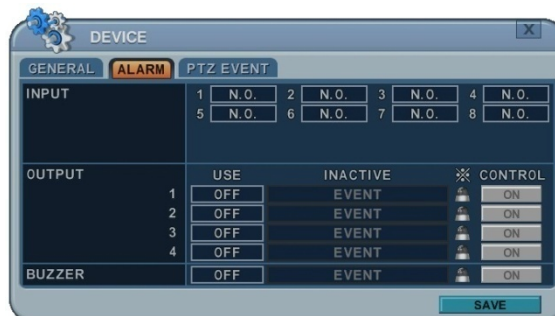 DEVICE
X
GENERAL ALARM PTZ EVENT
INPUT 1 N.O. 2 N.O. 3 N.O. 4 N.O.
5 N.O. 6 N.O. 7 N.O. 8 N.O.
OUTPUT USE INACTIVE ※ CONTROL
1 OFF EVENT ON
2 OFF EVENT ON
3 OFF EVENT ON
4 OFF EVENT ON
BUZZER OFF EVENT ON
SAVE